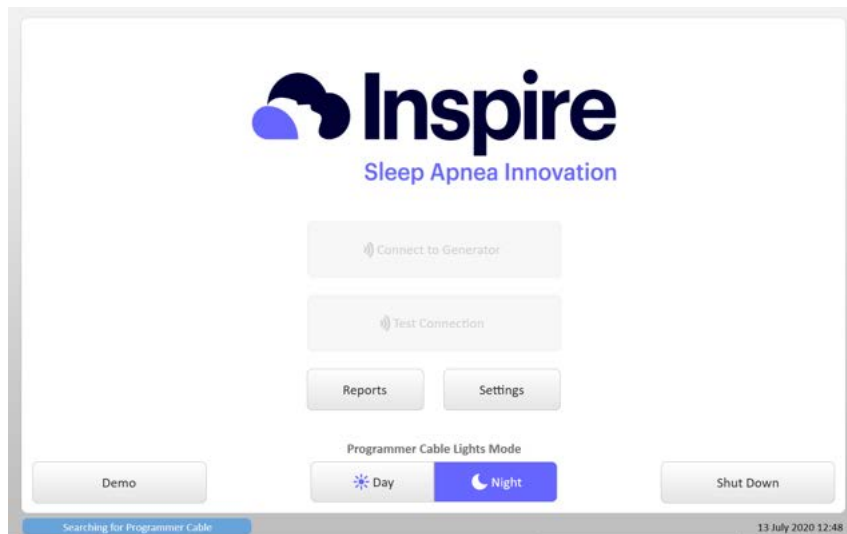 Inspire
Sleep Apnea Innovation
Connect to Generator
Test Connection
Reports Settings
Programmer Cable Lights Mode
Demo Day Night Shut Down
Searching for Programmer Cable 13 July 2020 12:48